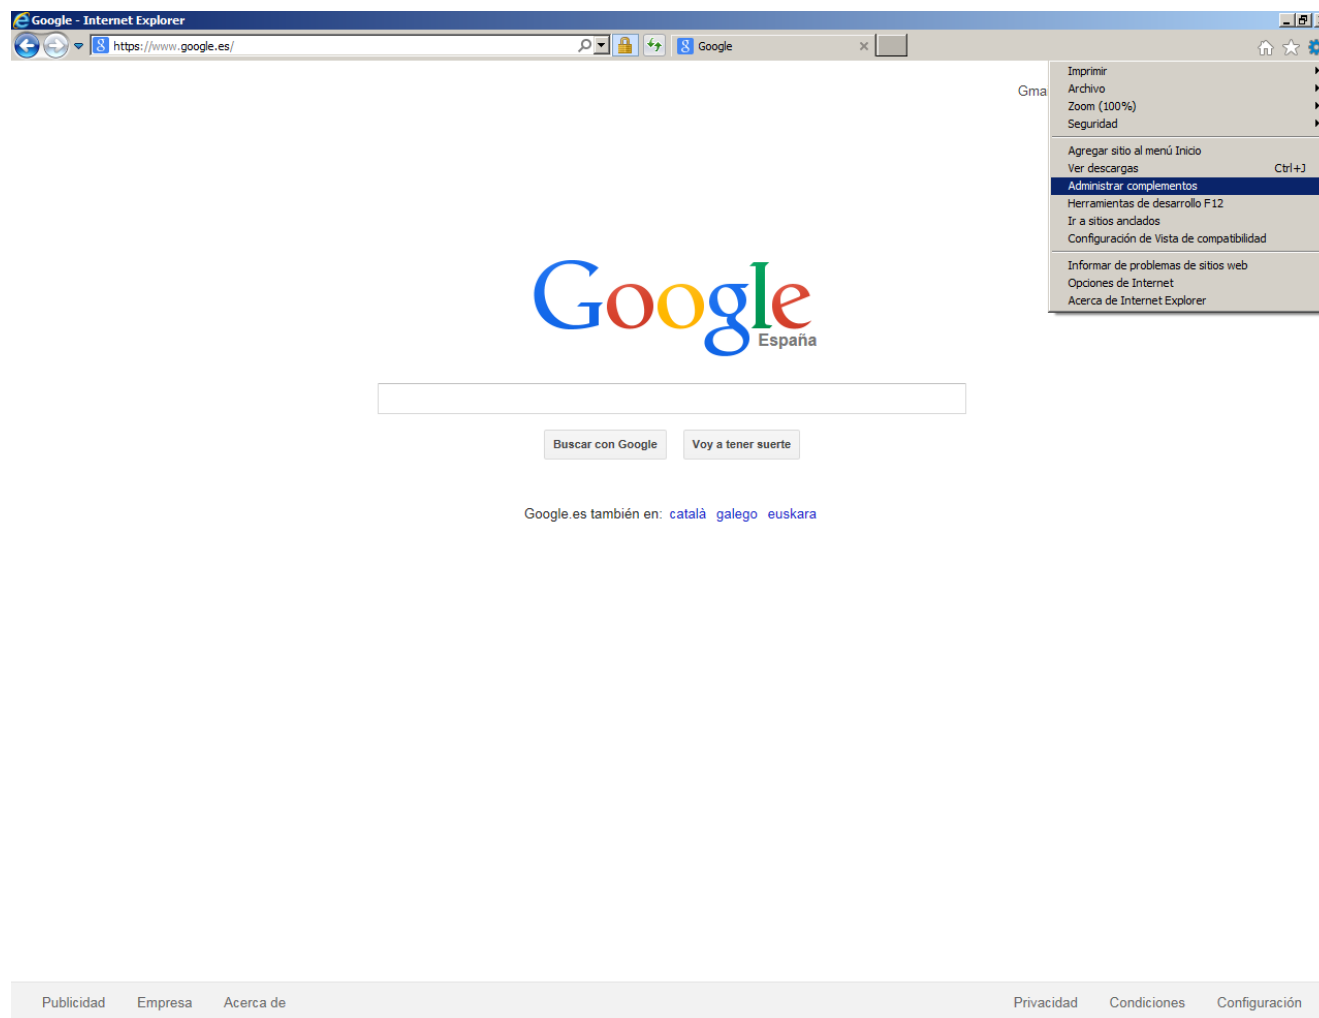 Google - Internet Explorer
https://www.google.es/
Google
Gma
Imprimir
Archivo
Zoom (100%)
Seguridad
Agregar sitio al menú Inicio
Ver descargas Ctrl+J
Administrar complementos
Herramientas de desarrollo F12
Ir a sitios anclados
Configuración de Vista de compatibilidad
Informar de problemas de sitios web
Opciones de Internet
Acerca de Internet Explorer
Google
España
Buscar con Google Voy a tener suerte
Google.es también en: català galego euskara
Publicidad Empresa Acerca de Privacidad Condiciones Configuración